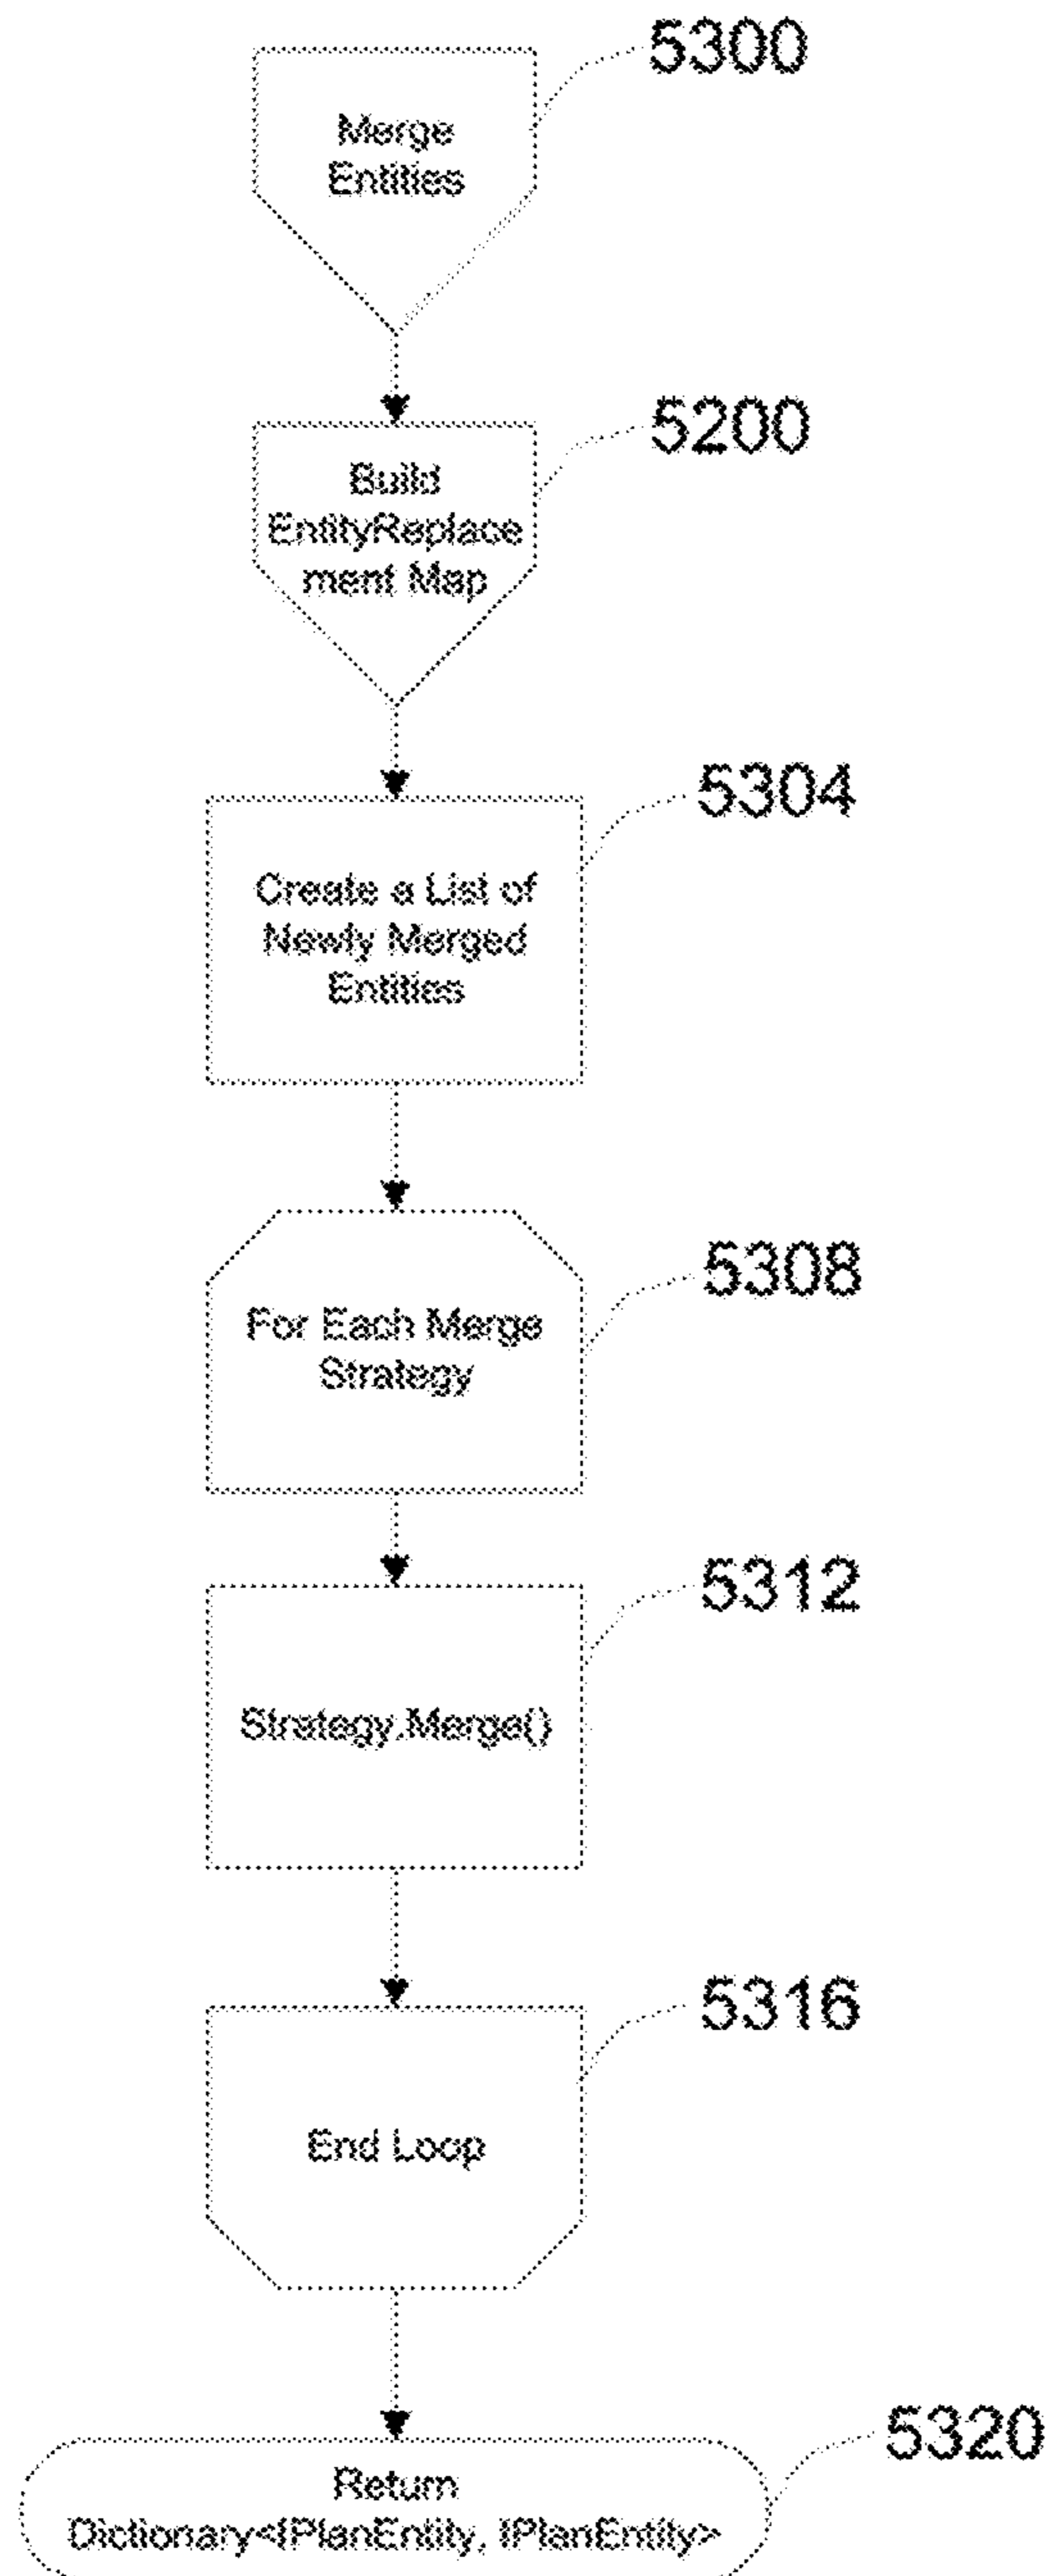 5300
Merge
Entities
5200
Build
EntityReplace
ment Map
5304
Create a List of
Newly Merged
Entities
5308
For Each Merge
Strategy
5312
Strategy.Merge()
5316
End Loop
5320
Return
Dictionary<IPlanEntity, IPlanEntity>